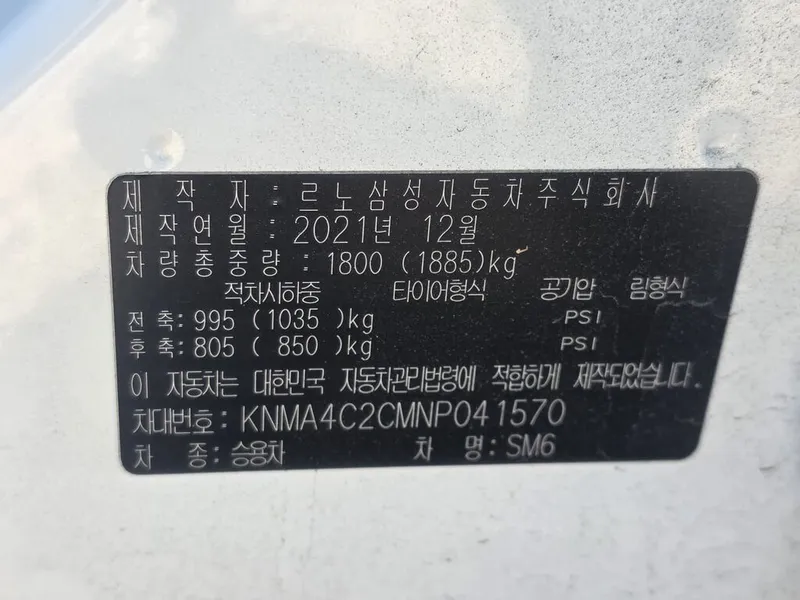 제 작 자 : 르노삼성자동차주식회사
제작연월 : 2021년 12월
차량총중량 : 1800 (1885)kg
적차시하중 타이어형식 공기압 림형식
전 축: 995 (1035 )kg PSI
후 축: 805 ( 850)kg PSI
이 자동차는 대한민국 자동차관리법령에 적합하게 제작되었습니다.
차대번호: KNMA4C2CMNP041570
차 종: 승용차 차 명: SM6